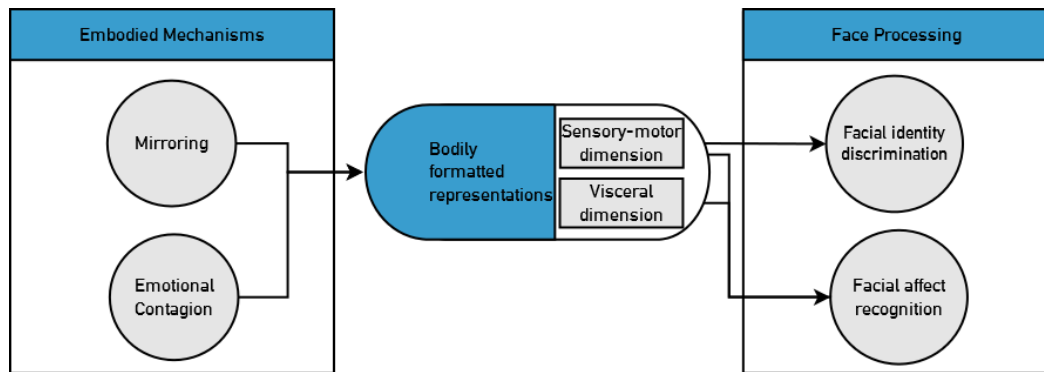 Embodied Mechanisms
Face Processing
Mirroring
Emotional
Contagion
Bodily
formatted
representations
Sensory-motor
dimension
Visceral
dimension
Facial identity
discrimination
Facial affect
recognition